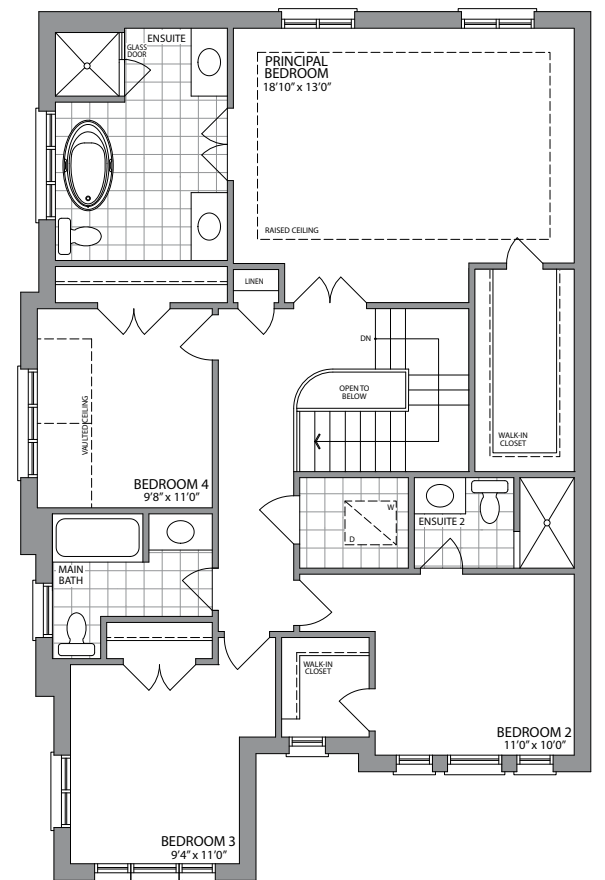 ENSUITE
GLASS
DOOR
PRINCIPAL
BEDROOM
18'10" x 13'0"
RAISED CEILING
LINEN
DN
OPEN TO
BELOW
WALK-IN
CLOSET
VAULTED CEILING
BEDROOM 4
9'8" x 11'0"
W
D
ENSUITE 2
MAIN
BATH
WALK-IN
CLOSET
BEDROOM 2
11'0" x 10'0"
BEDROOM 3
9'4" x 11'0"